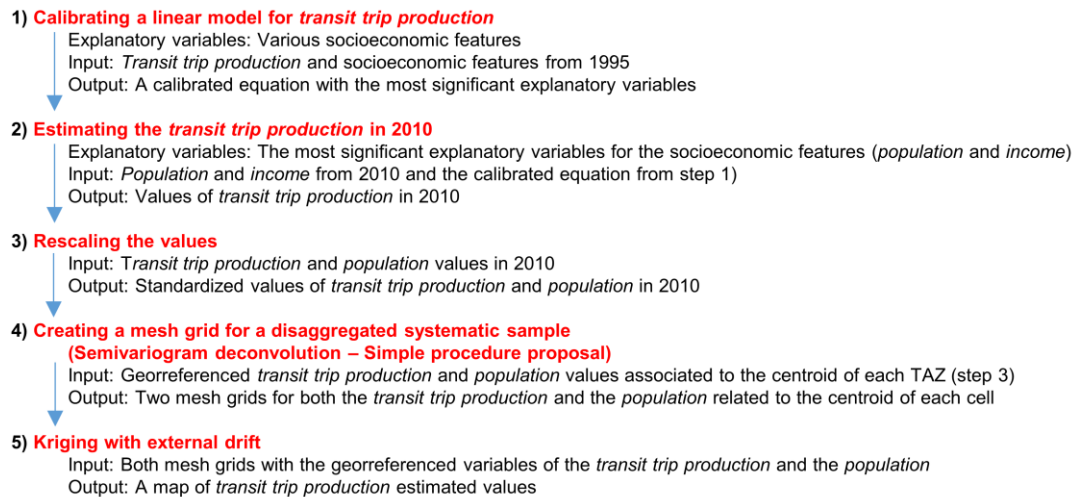 1) Calibrating a linear model for transit trip production
Explanatory variables: Various socioeconomic features
Input: Transit trip production and socioeconomic features from 1995
Output: A calibrated equation with the most significant explanatory variables
2) Estimating the transit trip production in 2010
Explanatory variables: The most significant explanatory variables for the socioeconomic features (population and income)
Input: Population and income from 2010 and the calibrated equation from step 1)
Output: Values of transit trip production in 2010
3) Rescaling the values
Input: Transit trip production and population values in 2010
Output: Standardized values of transit trip production and population in 2010
4) Creating a mesh grid for a disaggregated systematic sample
(Semivariogram deconvolution – Simple procedure proposal)
Input: Georreferenced transit trip production and population values associated to the centroid of each TAZ (step 3)
Output: Two mesh grids for both the transit trip production and the population related to the centroid of each cell
5) Kriging with external drift
Input: Both mesh grids with the georreferenced variables of the transit trip production and the population
Output: A map of transit trip production estimated values